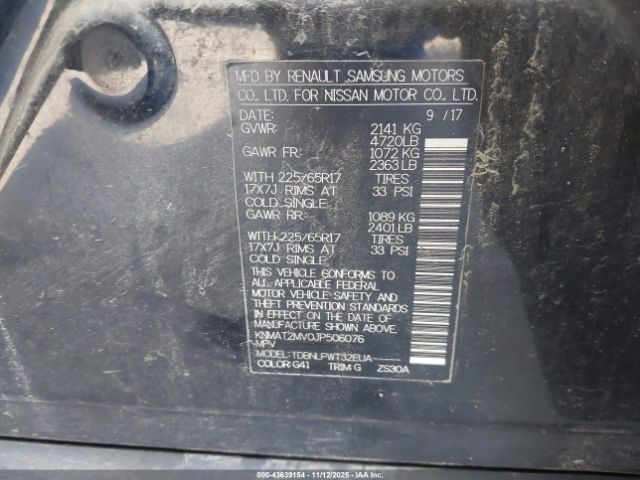 MFD BY RENAULT SAMSUNG MOTORS
CO., LTD. FOR NISSAN MOTOR CO., LTD.
DATE: 9 /17
GVWR: 2141 KG
4720LB
GAWR FR: 1072 KG
2363 LB
WITH 225/65R17 TIRES
17X7J RIMS AT 33 PSI
COLD SINGLE
GAWR RR: 1089 KG
2401 LB
WITH 225/65R17 TIRES
17X7J RIMS AT 33 PSI
COLD SINGLE
THIS VEHICLE CONFORMS TO
ALL APPLICABLE FEDERAL
MOTOR VEHICLE SAFETY AND
THEFT PREVENTION STANDARDS
IN EFFECT ON THE DATE OF
MANUFACTURE SHOWN ABOVE.
KNMAT2MV0JP506076
MPV
MODEL: TDBNLPWT32EUA
COLOR: G41 TRIM: G ZS30A
000-43639154 - 11/12/2025 - IAA Inc.